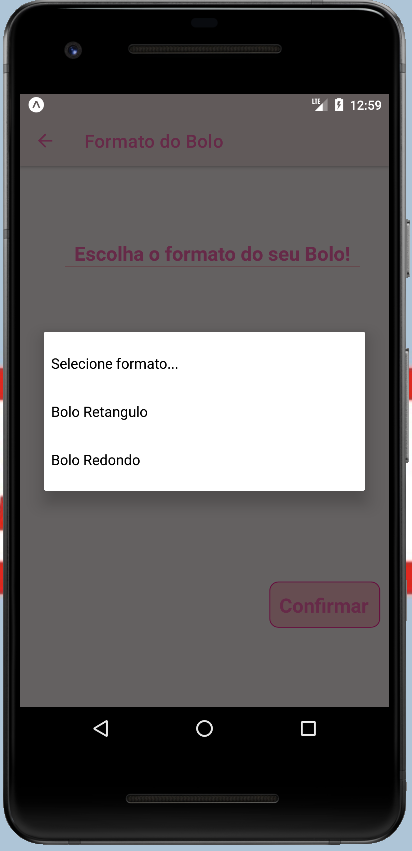 LTE 12:59
Formato do Bolo
Escolha o formato do seu Bolo!
Selecione formato...
Bolo Retangulo
Bolo Redondo
Confirmar